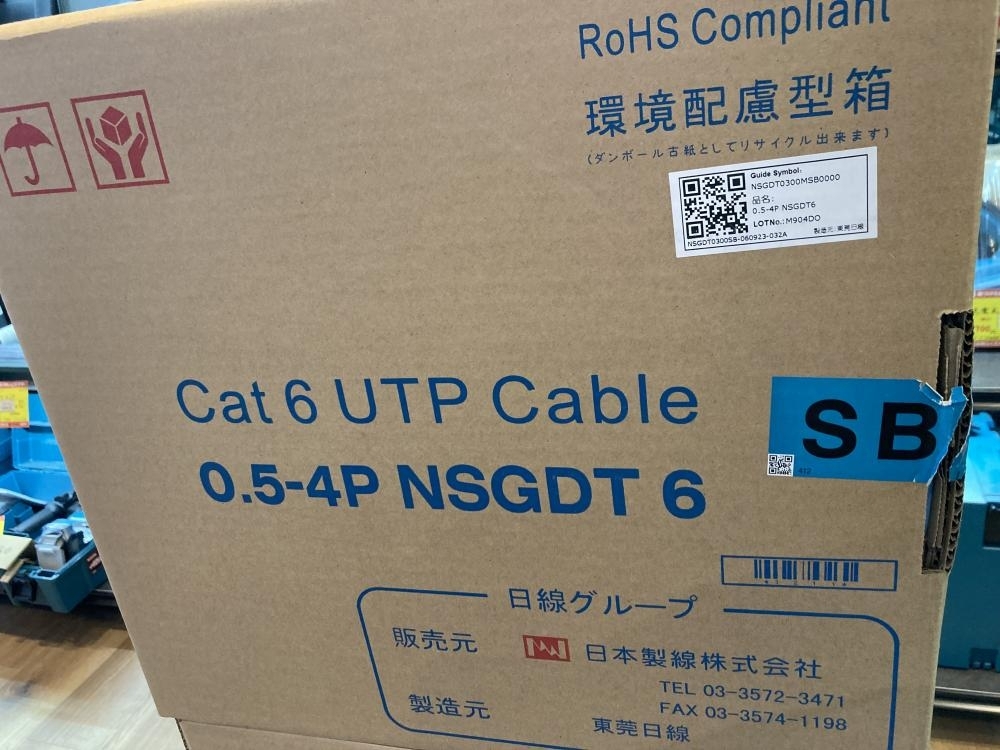 RoHS Compliant
環境配慮型箱
(ダンボール古紙としてリサイクル出来ます)
Guide Symbol:
NSGDT0300MSB0000
品名:
0.5-4P NSGDT6
LOTNo.:M904DO
製造元:東莞日線
NSGDT0300SB-060923-032A
Cat 6 UTP Cable
SB
412
0.5-4P NSGDT 6
日線グループ
販売元
日本製線株式会社
TEL 03-3572-3471
FAX 03-3574-1198
製造元
東莞日線